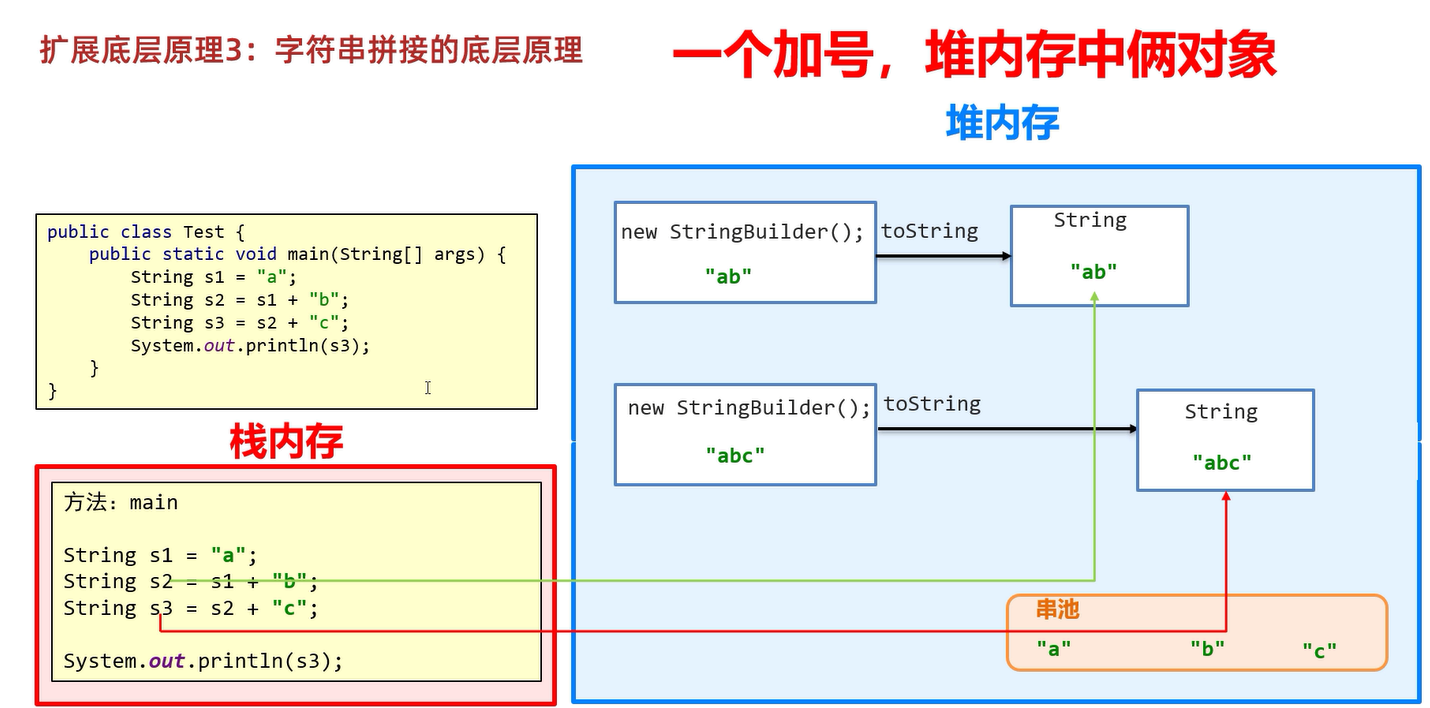 扩展底层原理3：字符串拼接的底层原理
一个加号，堆内存中俩对象
堆内存
public class Test {
public static void main(String[] args) {
String s1 = "a";
String s2 = s1 + "b";
String s3 = s2 + "c";
System.out.println(s3);
}
}
栈内存
方法：main
String s1 = "a";
String s2 = s1 + "b";
String s3 = s2 + "c";
System.out.println(s3);
new StringBuilder();
"ab"
toString
String
"ab"
new StringBuilder();
"abc"
toString
String
"abc"
串池
"a" "b" "c"